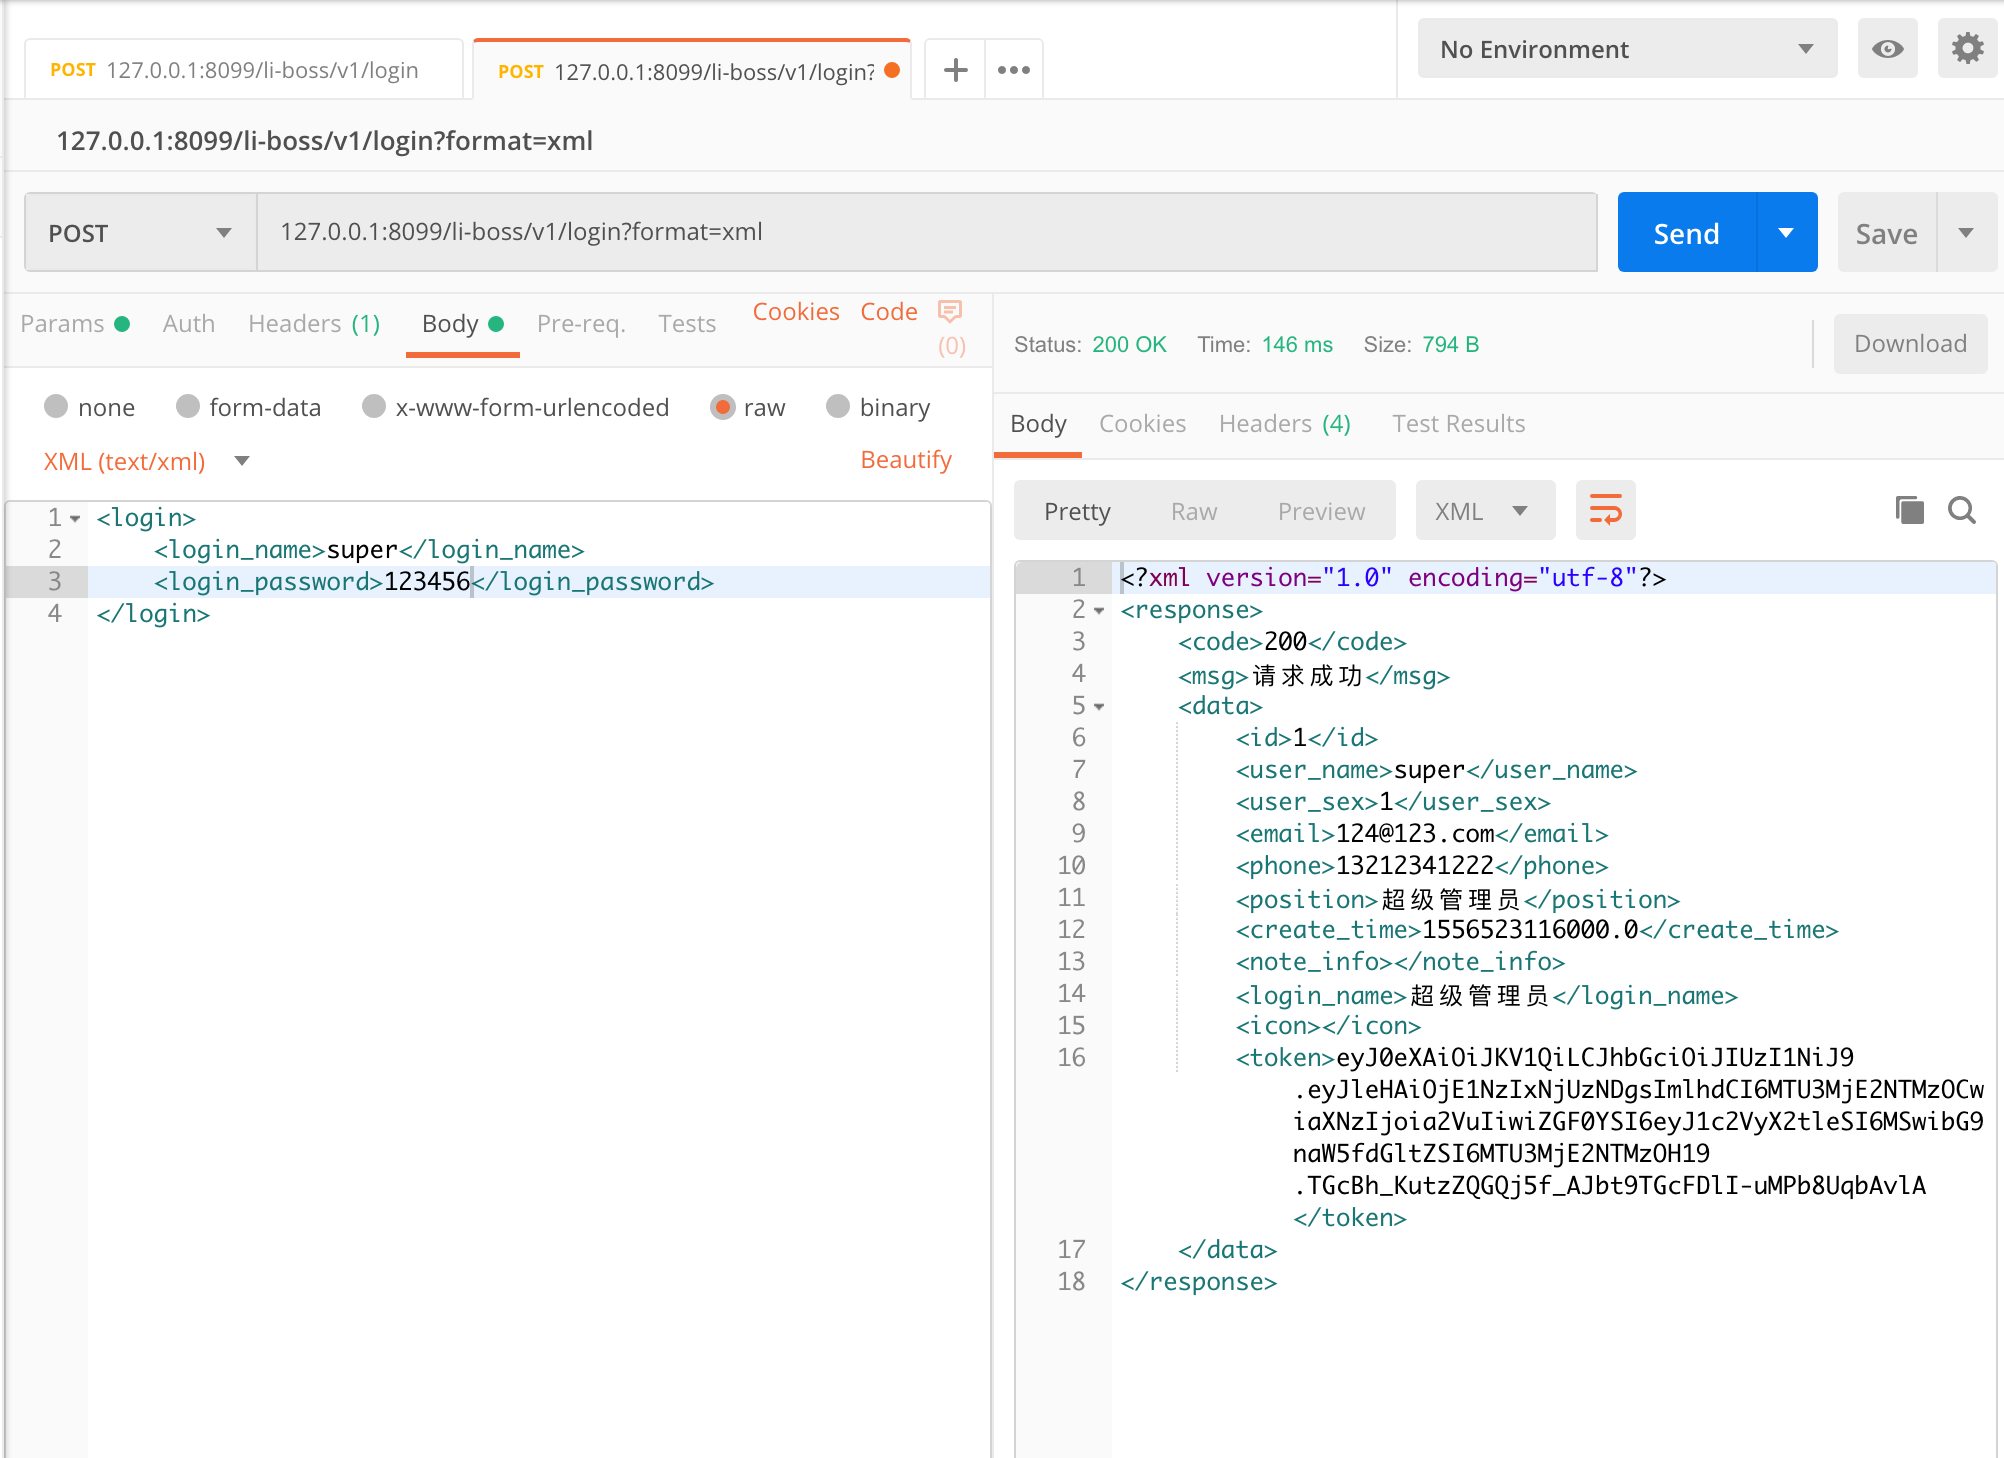 POST 127.0.0.1:8099/li-boss/v1/login
POST 127.0.0.1:8099/li-boss/v1/login?
No Environment
127.0.0.1:8099/li-boss/v1/login?format=xml
POST
127.0.0.1:8099/li-boss/v1/login?format=xml
Send
Save
Params
Auth
Headers (1)
Body
Pre-req.
Tests
Cookies
Code
(0)
none
form-data
x-www-form-urlencoded
raw
binary
XML (text/xml)
Beautify
1 <login>
2 <login_name>super</login_name>
3 <login_password>123456</login_password>
4 </login>
Status: 200 OK Time: 146 ms Size: 794 B
Download
Body
Cookies
Headers (4)
Test Results
Pretty
Raw
Preview
XML
1 <?xml version="1.0" encoding="utf-8"?>
2 <response>
3 <code>200</code>
4 <msg>请求成功</msg>
5 <data>
6 <id>1</id>
7 <user_name>super</user_name>
8 <user_sex>1</user_sex>
9 <email>124@123.com</email>
10 <phone>13212341222</phone>
11 <position>超级管理员</position>
12 <create_time>1556523116000.0</create_time>
13 <note_info></note_info>
14 <login_name>超级管理员</login_name>
15 <icon></icon>
16 <token>eyJ0eXAiOiJKV1QiLCJhbGciOiJIUzI1NiJ9
.eyJleHAiOjE1NzIxNjUzNDgsImlhdCI6MTU3MjE2NTMzOCw
iaXNzIjoia2VuIiwiZGF0YSI6eyJ1c2VyX2tleSI6MSwibG9
naW5fdGltZSI6MTU3MjE2NTMzOH19
.TGcBh_KutzZQGQj5f_AJbt9TGcFDlI-uMPb8UqbAvlA
</token>
17 </data>
18 </response>